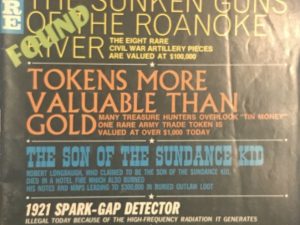 RE
THE SUNKEN GUNS
OF THE ROANOKE
RIVER
FOUND
THE EIGHT RARE
CIVIL WAR ARTILLERY PIECES
ARE VALUED AT $100,000
TOKENS MORE
VALUABLE THAN
GOLD
MANY TREASURE HUNTERS OVERLOOK "TIN MONEY"
ONE RARE ARMY TRADE TOKEN IS
VALUED AT OVER $1,000 TODAY
THE SON OF THE SUNDANCE KID
ROBERT LONGBAUGH, WHO CLAIMED TO BE THE SON OF THE SUNDANCE KID,
DIED IN A HOTEL FIRE WHICH ALSO BURNED
HIS NOTES AND MAPS LEADING TO $300,000 IN BURIED OUTLAW LOOT
1921 SPARK-GAP DETECTOR
ILLEGAL TODAY BECAUSE OF THE HIGH-FREQUENCY RADIATION IT GENERATES